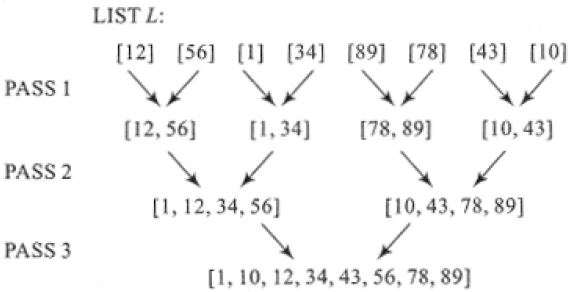 LIST L:
[12] [56] [1] [34] [89] [78] [43] [10]
PASS 1
[12, 56] [1, 34] [78, 89] [10, 43]
PASS 2
[1, 12, 34, 56] [10, 43, 78, 89]
PASS 3
[1, 10, 12, 34, 43, 56, 78, 89]